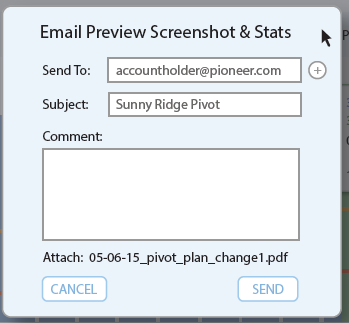 Email Preview Screenshot & Stats
Send To: accountholder@pioneer.com
Subject: Sunny Ridge Pivot
Comment:
Attach: 05-06-15_pivot_plan_change1.pdf
CANCEL SEND